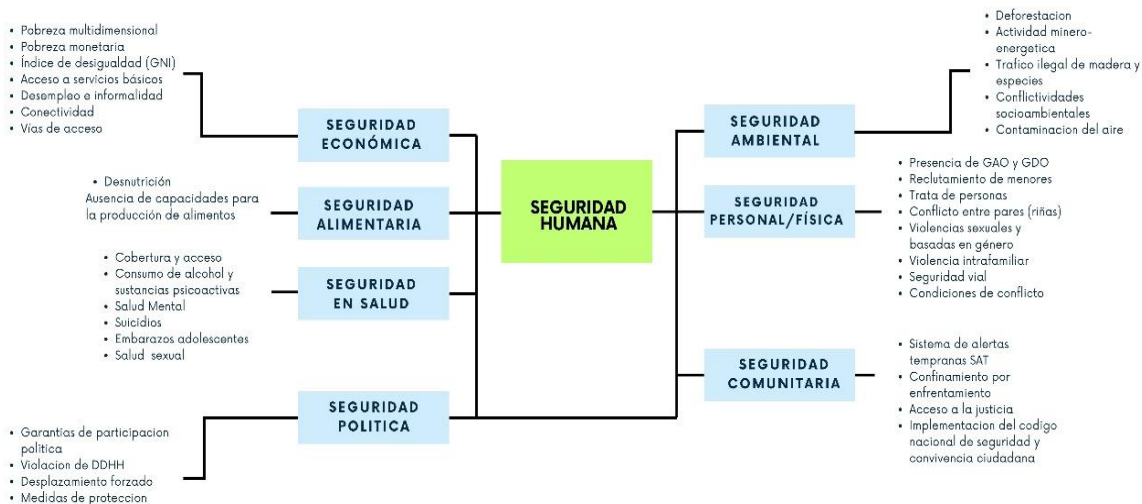 • Pobreza multidimensional
• Pobreza monetaria
• Índice de desigualdad (GNI)
• Acceso a servicios básicos
• Desempleo e informalidad
• Conectividad
• Vías de acceso
SEGURIDAD
ECONÓMICA
• Desnutrición
Ausencia de capacidades para
la producción de alimentos
SEGURIDAD
ALIMENTARIA
• Cobertura y acceso
• Consumo de alcohol y
sustancias psicoactivas
• Salud Mental
• Suicidios
• Embarazos adolescentes
• Salud sexual
SEGURIDAD
EN SALUD
SEGURIDAD
POLITICA
• Garantías de participacion
politica
• Violacion de DDHH
• Desplazamiento forzado
• Medidas de proteccion
SEGURIDAD
HUMANA
SEGURIDAD
AMBIENTAL
• Deforestacion
• Actividad minero-
energetica
• Trafico ilegal de madera y
especies
• Conflictividades
socioambientales
• Contaminacion del aire
SEGURIDAD
PERSONAL/FÍSICA
• Presencia de GAO y GDO
• Reclutamiento de menores
• Trata de personas
• Conflicto entre pares (riñas)
• Violencias sexuales y
basadas en género
• Violencia intrafamiliar
• Seguridad vial
• Condiciones de conflicto
SEGURIDAD
COMUNITARIA
• Sistema de alertas
tempranas SAT
• Confinamiento por
enfrentamiento
• Acceso a la justicia
• Implementacion del codigo
nacional de seguridad y
convivencia ciudadana